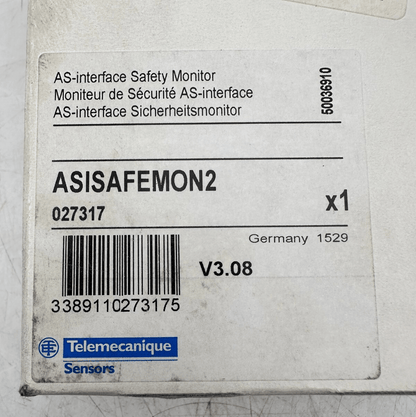 AS-interface Safety Monitor
Moniteur de Sécurité AS-interface
AS-interface Sicherheitsmonitor
50036910
ASISAFEMON2
027317
x1
Germany 1529
V3.08
3389110273175
Telemecanique
Sensors